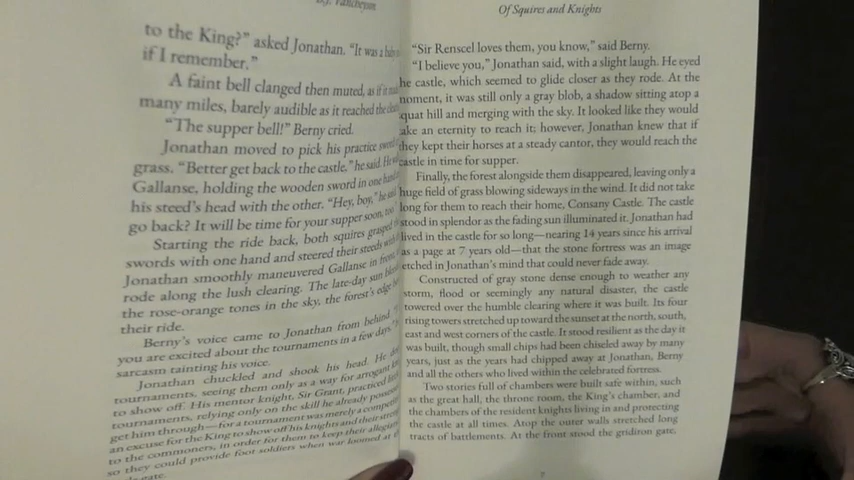 to the King?" asked Jonathan. "It was a
if I remember."
A faint bell clanged then muted, as if it
many miles, barely audible as it reached the
"The supper bell!" Berny cried.
Jonathan moved to pick his practice sword
grass. "Better get back to the castle," he said. He
Gallanse, holding the wooden sword in one hand
his steed's head with the other. "Hey, boy," he
go back? It will be time for your supper soon, too."
Starting the ride back, both squires grasped
swords with one hand and steered their steeds with
Jonathan smoothly maneuvered Gallanse in front,
rode along the lush clearing. The late-day sun
the rose-orange tones in the sky, the forest's edge
their ride.
Berny's voice came to Jonathan from behind.
you are excited about the tournaments in a few days."
sarcasm tainting his voice.
Jonathan chuckled and shook his head. He
tournaments, seeing them only as a way for arrogant
to show off. His mentor knight, Sir Grant, practiced
tournaments, relying only on the skill he already possessed
get him through—for a tournament was merely a
an excuse for the King to show off his knights and their
to the commoners, in order for them to keep their
so they could provide foot soldiers when war loomed at
gate.
Of Squires and Knights
"Sir Renscel loves them, you know," said Berny.
"I believe you," Jonathan said, with a slight laugh. He eyed
he castle, which seemed to glide closer as they rode. At the
moment, it was still only a gray blob, a shadow sitting atop a
squat hill and merging with the sky. It looked like they would
take an eternity to reach it; however, Jonathan knew that if
they kept their horses at a steady cantor, they would reach the
castle in time for supper.
Finally, the forest alongside them disappeared, leaving only a
huge field of grass blowing sideways in the wind. It did not take
long for them to reach their home, Consany Castle. The castle
stood in splendor as the fading sun illuminated it. Jonathan had
lived in the castle for so long—nearing 14 years since his arrival
as a page at 7 years old—that the stone fortress was an image
etched in Jonathan's mind that could never fade away.
Constructed of gray stone dense enough to weather any
storm, flood or seemingly any natural disaster, the castle
towered over the humble clearing where it was built. Its four
rising towers stretched up toward the sunset at the north, south,
east and west corners of the castle. It stood resilient as the day it
was built, though small chips had been chiseled away by many
years, just as the years had chipped away at Jonathan, Berny
and all the others who lived within the celebrated fortress.
Two stories full of chambers were built safe within, such
as the great hall, the throne room, the King's chamber, and
the chambers of the resident knights living in and protecting
the castle at all times. Atop the outer walls stretched long
tracts of battlements. At the front stood the gridiron gate,